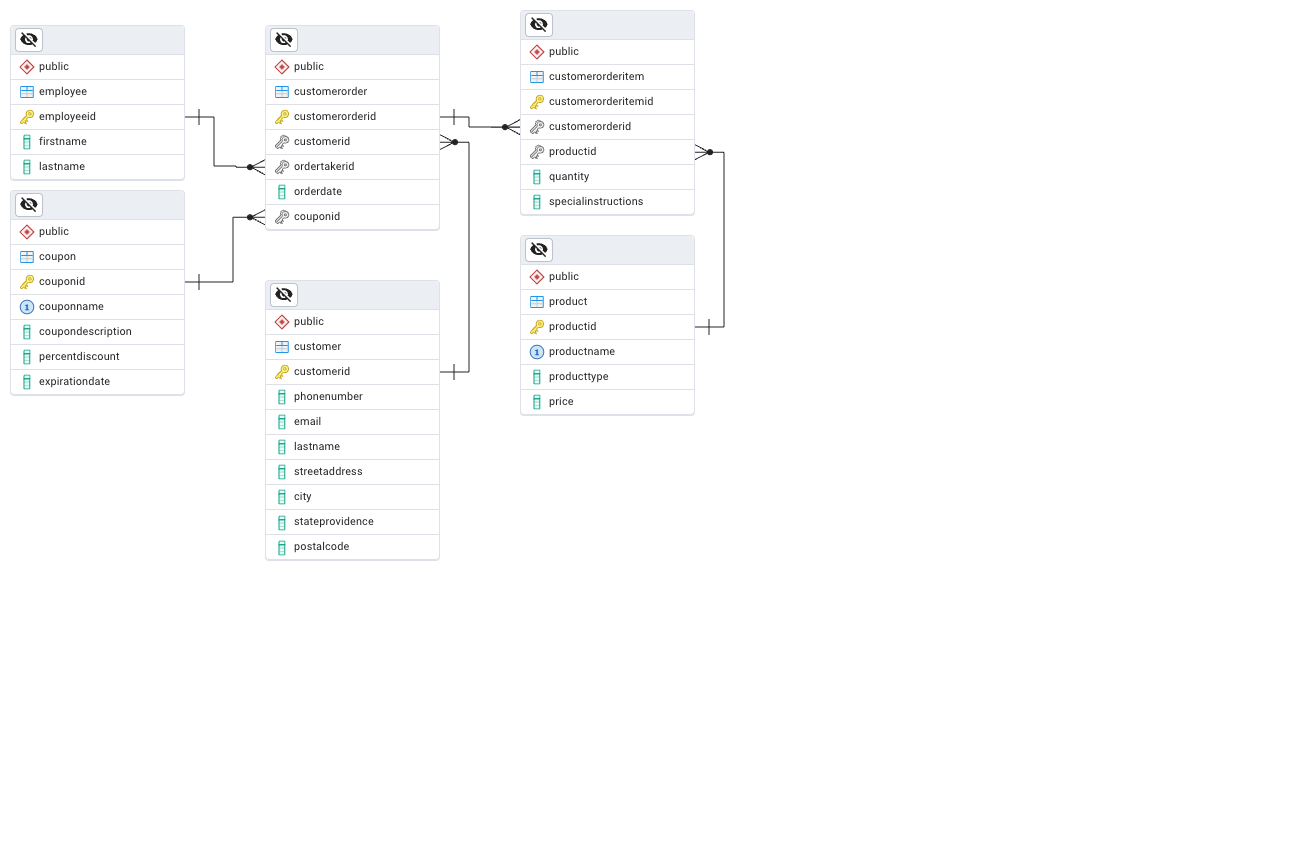 public
employee
employeeid
firstname
lastname
public
coupon
couponid
1 couponname
coupondescription
percentdiscount
expirationdate
public
customerorder
customerorderid
customerid
ordertakerid
orderdate
couponid
public
customer
customerid
phonenumber
email
lastname
streetaddress
city
stateprovidence
postalcode
public
customerorderitem
customerorderitemid
customerorderid
productid
quantity
specialinstructions
public
product
productid
1 productname
producttype
price